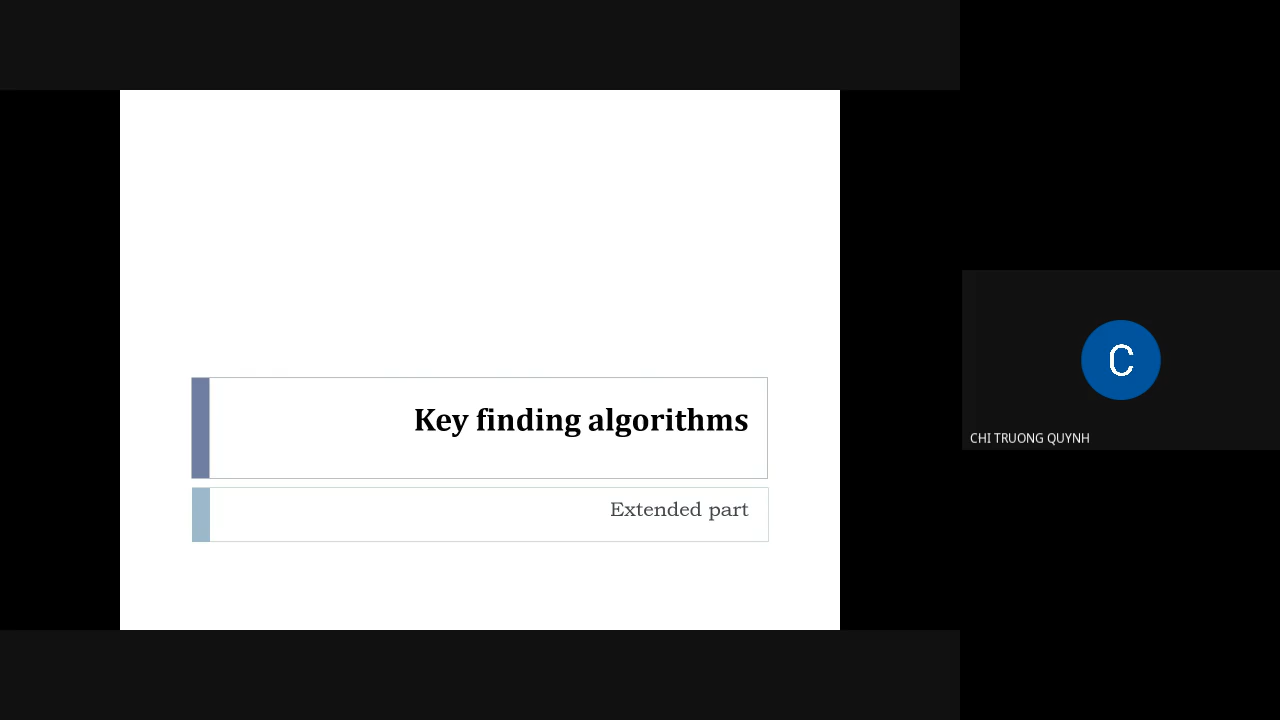 Key finding algorithms
Extended part
C
CHI TRUONG QUYNH